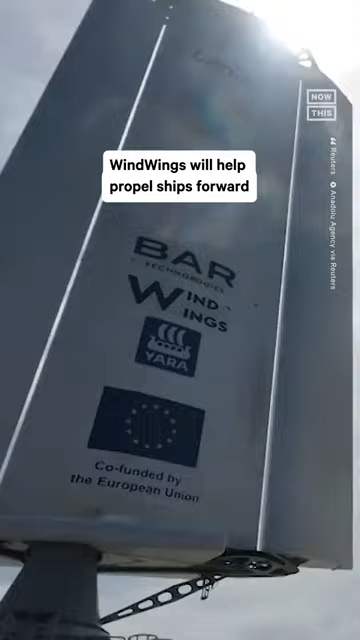 NOW
THIS
Reuters
Anadolu Agency via Reuters
WindWings will help
propel ships forward
BAR
TECHNOLOGIES
WIND
WINGS
YARA
Co-funded by
the European Union